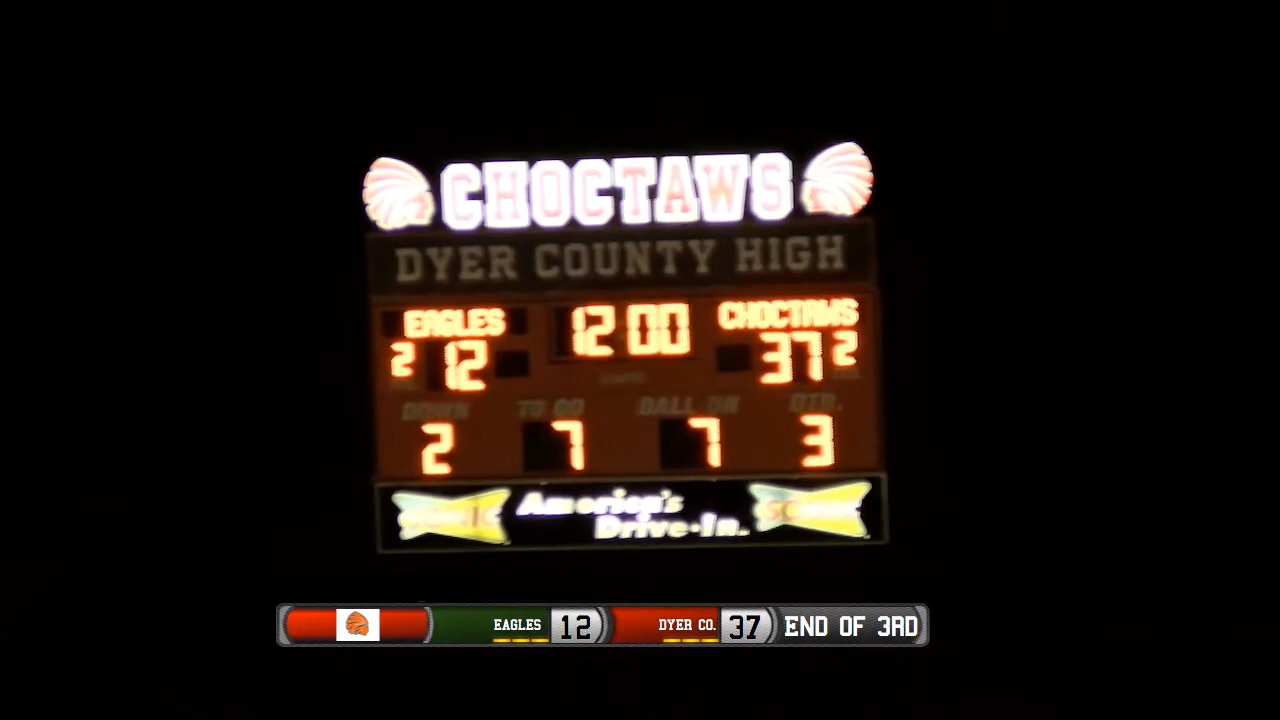 CHOCTAWS
DYER COUNTY HIGH
EAGLES 12 00 CHOCTAWS
2 12 37 2
DOWN TO GO BALL ON QTR.
2 7 7 3
America's
Drive-In.
EAGLES 12 DYER CO. 37 END OF 3RD